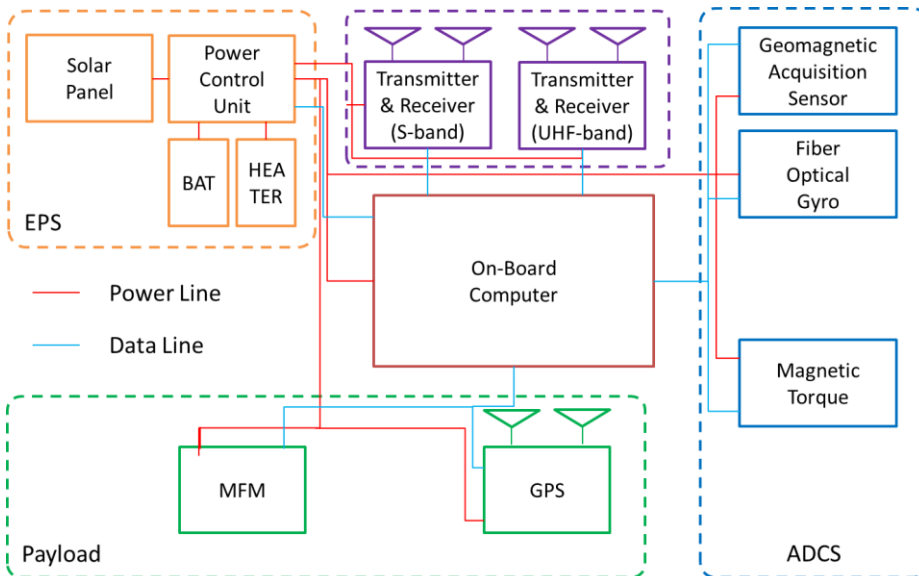 Solar
Panel
Power
Control
Unit
BAT
HEA
TER
EPS
Transmitter
& Receiver
(S-band)
Transmitter
& Receiver
(UHF-band)
Geomagnetic
Acquisition
Sensor
Fiber
Optical
Gyro
On-Board
Computer
Power Line
Data Line
Magnetic
Torque
MFM
GPS
Payload
ADCS